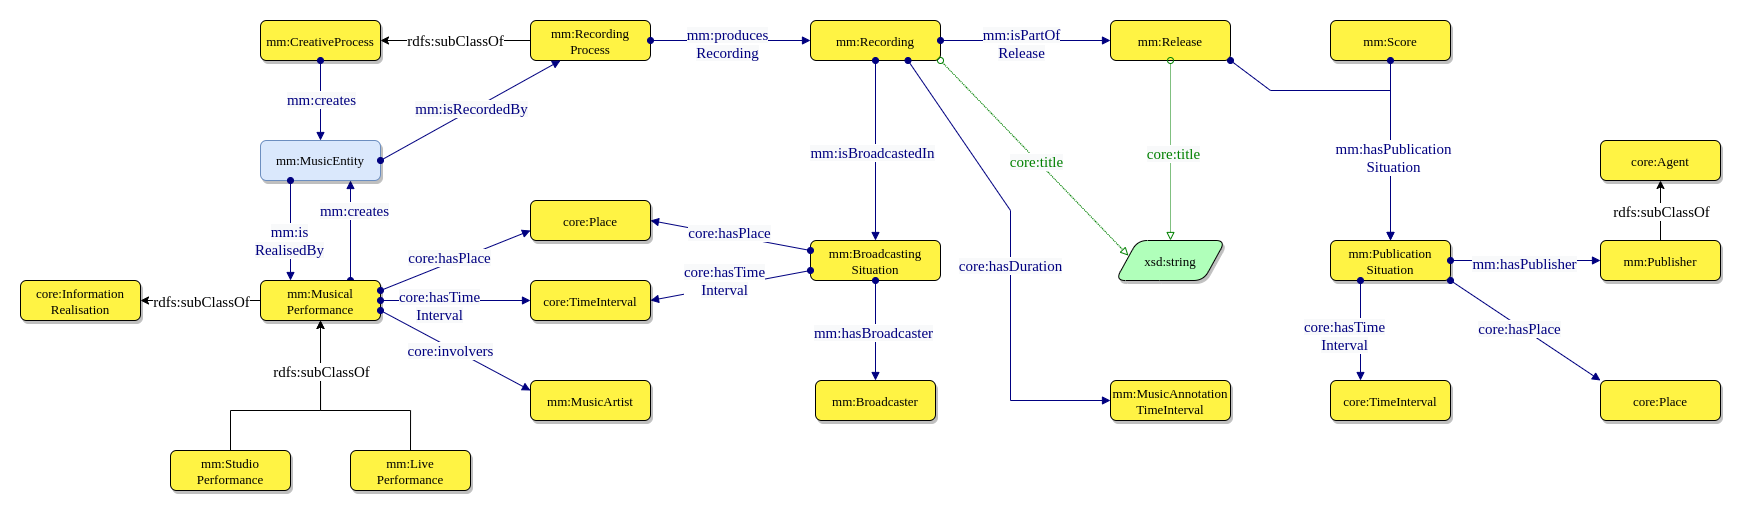 mm:CreativeProcess
rdfs:subClassOf
mm:Recording
Process
mm:produces
Recording
mm:Recording
mm:isPartOf
Release
mm:Release
mm:Score
mm:creates
mm:isRecordedBy
mm:MusicEntity
mm:isBroadcastedIn
core:title
core:title
mm:hasPublication
Situation
core:Agent
mm:is
RealisedBy
mm:creates
core:Place
core:hasPlace
rdfs:subClassOf
core:hasPlace
mm:Broadcasting
Situation
core:hasTime
Interval
core:hasDuration
xsd:string
mm:Publication
Situation
mm:hasPublisher
mm:Publisher
core:Information
Realisation
rdfs:subClassOf
mm:Musical
Performance
core:hasTime
Interval
core:TimeInterval
core:involvers
mm:hasBroadcaster
core:hasTime
Interval
core:hasPlace
rdfs:subClassOf
mm:MusicArtist
mm:Broadcaster
mm:MusicAnnotation
TimeInterval
core:TimeInterval
core:Place
mm:Studio
Performance
mm:Live
Performance